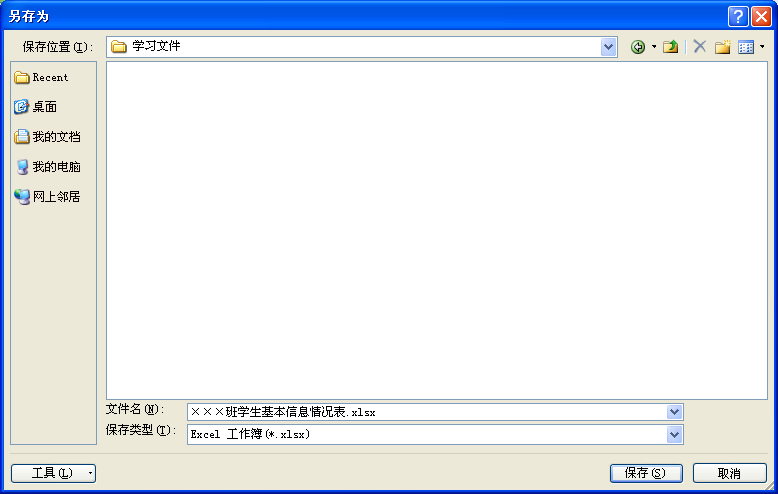 另存为
保存位置(I):
学习文件
Recent
桌面
我的文档
我的电脑
网上邻居
文件名(N):
×××班学生基本信息情况表.xlsx
保存类型(T):
Excel 工作簿(*.xlsx)
工具(L)
保存(S)
取消